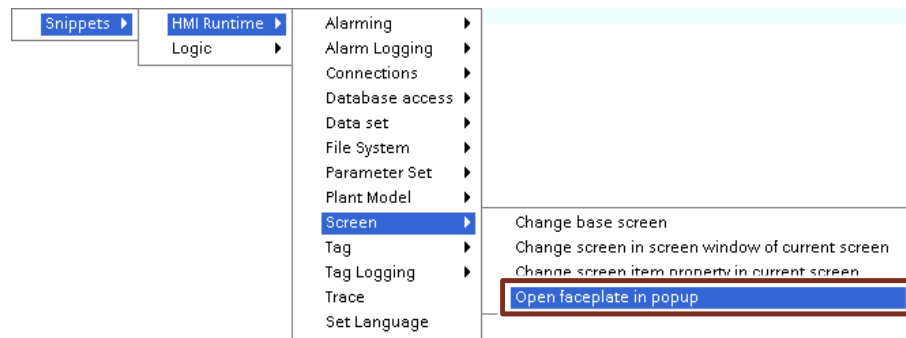 Snippets
HMI Runtime
Logic
Alarming
Alarm Logging
Connections
Database access
Data set
File System
Parameter Set
Plant Model
Screen
Tag
Tag Logging
Trace
Set Language
Change base screen
Change screen in screen window of current screen
Change screen item property in current screen
Open faceplate in popup